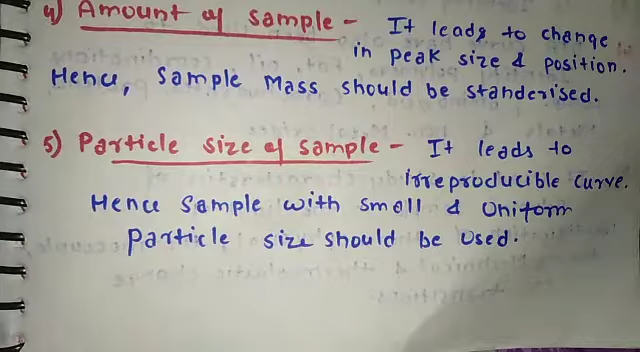 4) Amount of sample - It leads to change
in peak size & position.
Hence, Sample Mass should be standerised.
5) Particle size of sample - It leads to
irreproducible curve.
Hence Sample with small & Uniform
Particle size should be used.